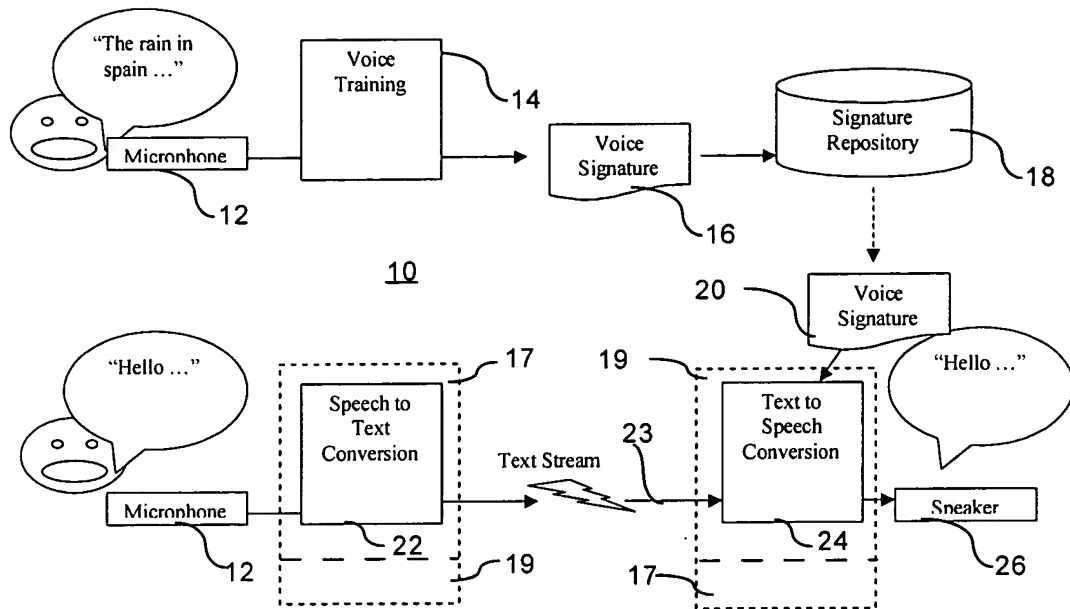 “The rain in
spain ...”
Microphone
12
Voice
Training
14
Voice
Signature
16
Signature
Repository
18
10
20
Voice
Signature
“Hello ...”
Microphone
12
17
Speech to
Text
Conversion
22
19
Text Stream
23
19
Text to
Speech
Conversion
24
17
“Hello ...”
Speaker
26